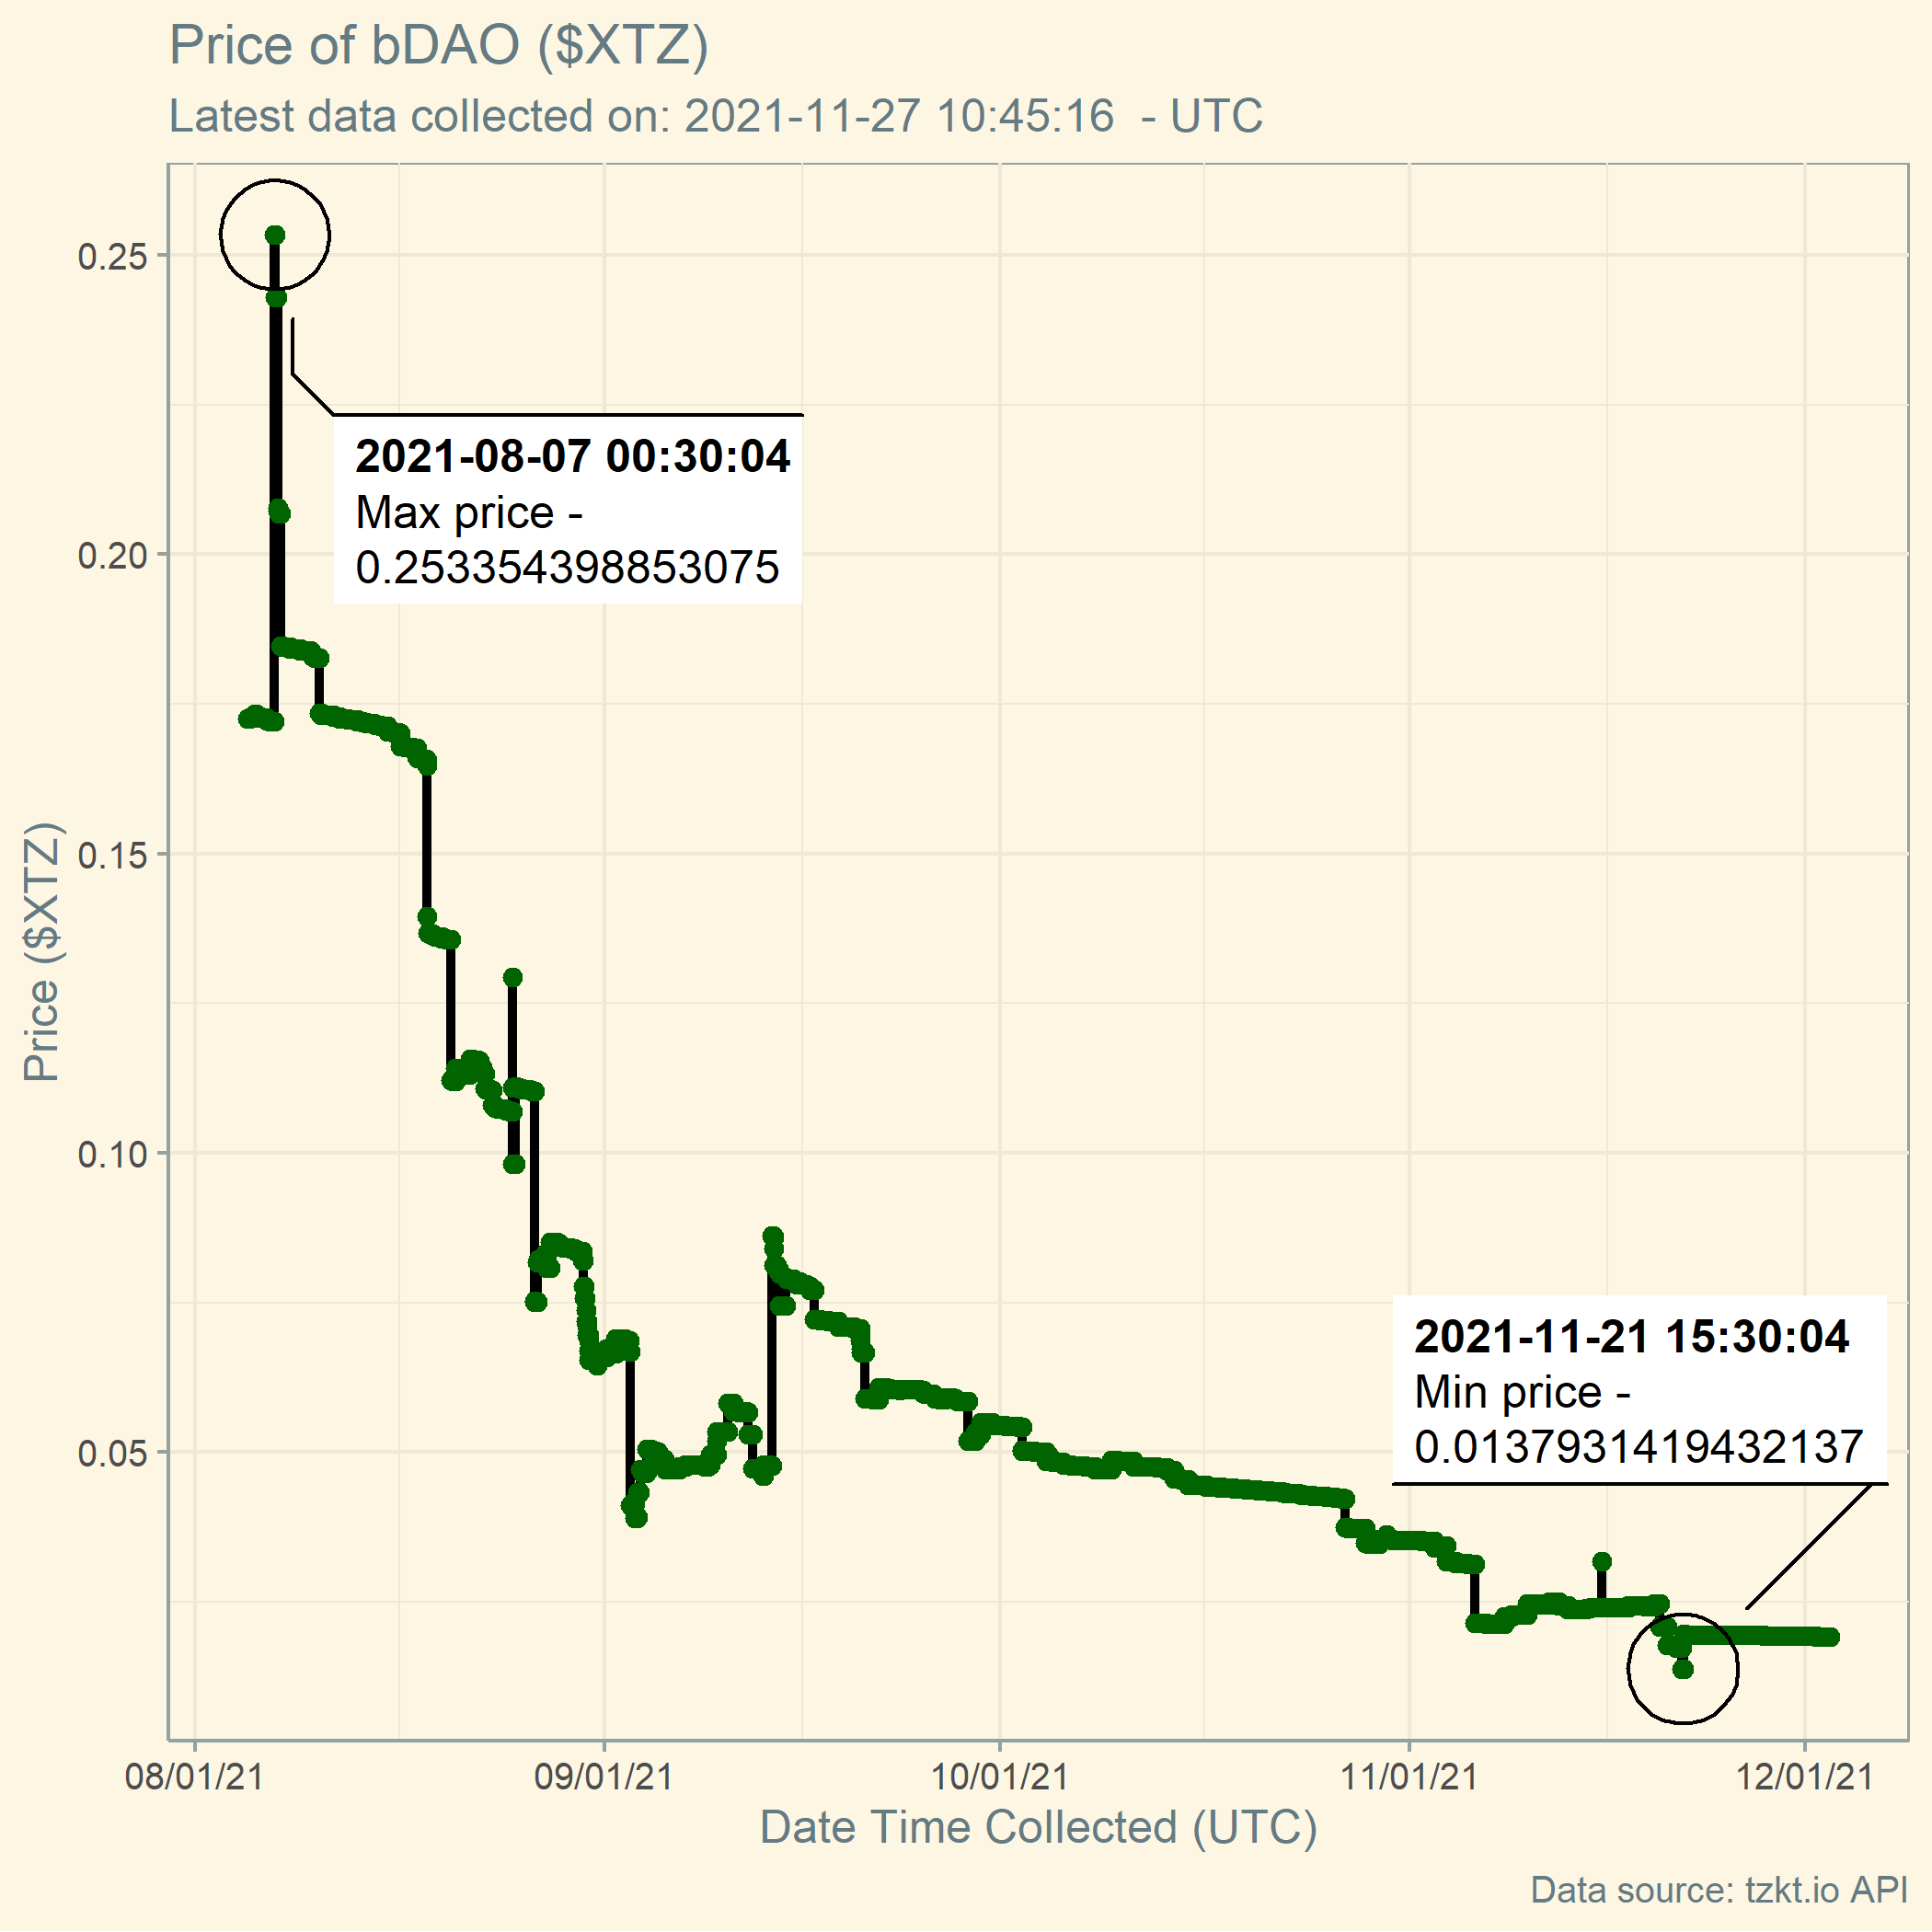 Price of bDAO ($XTZ)
Latest data collected on: 2021-11-27 10:45:16  - UTC
0.25
0.20
0.15
0.10
0.05
Price ($XTZ)
2021-08-07 00:30:04
Max price -
0.253354398853075
2021-11-21 15:30:04
Min price -
0.0137931419432137
08/01/21
09/01/21
10/01/21
11/01/21
12/01/21
Date Time Collected (UTC)
Data source: tzkt.io API